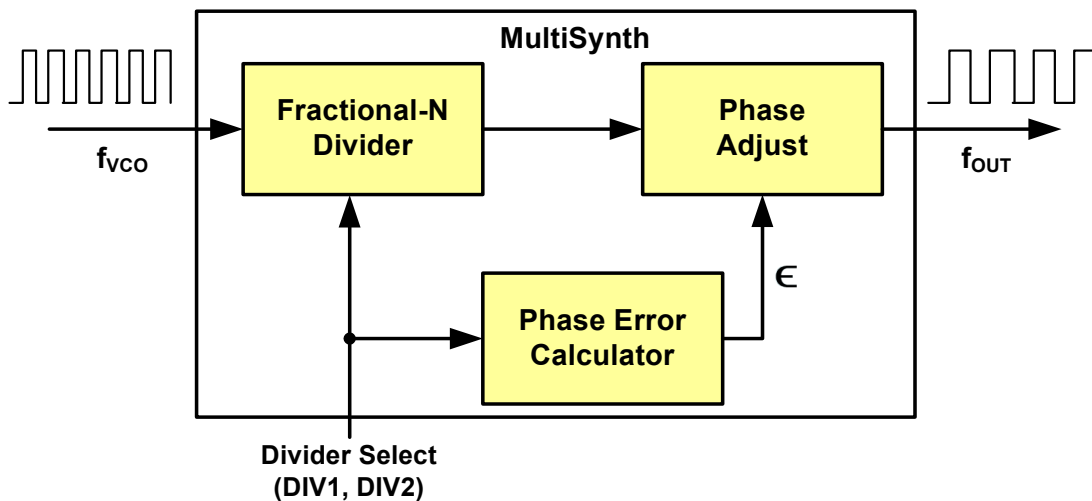 MultiSynth
Fractional-N
Divider
Phase
Adjust
fVCO
fOUT
ϵ
Phase Error
Calculator
Divider Select
(DIV1, DIV2)